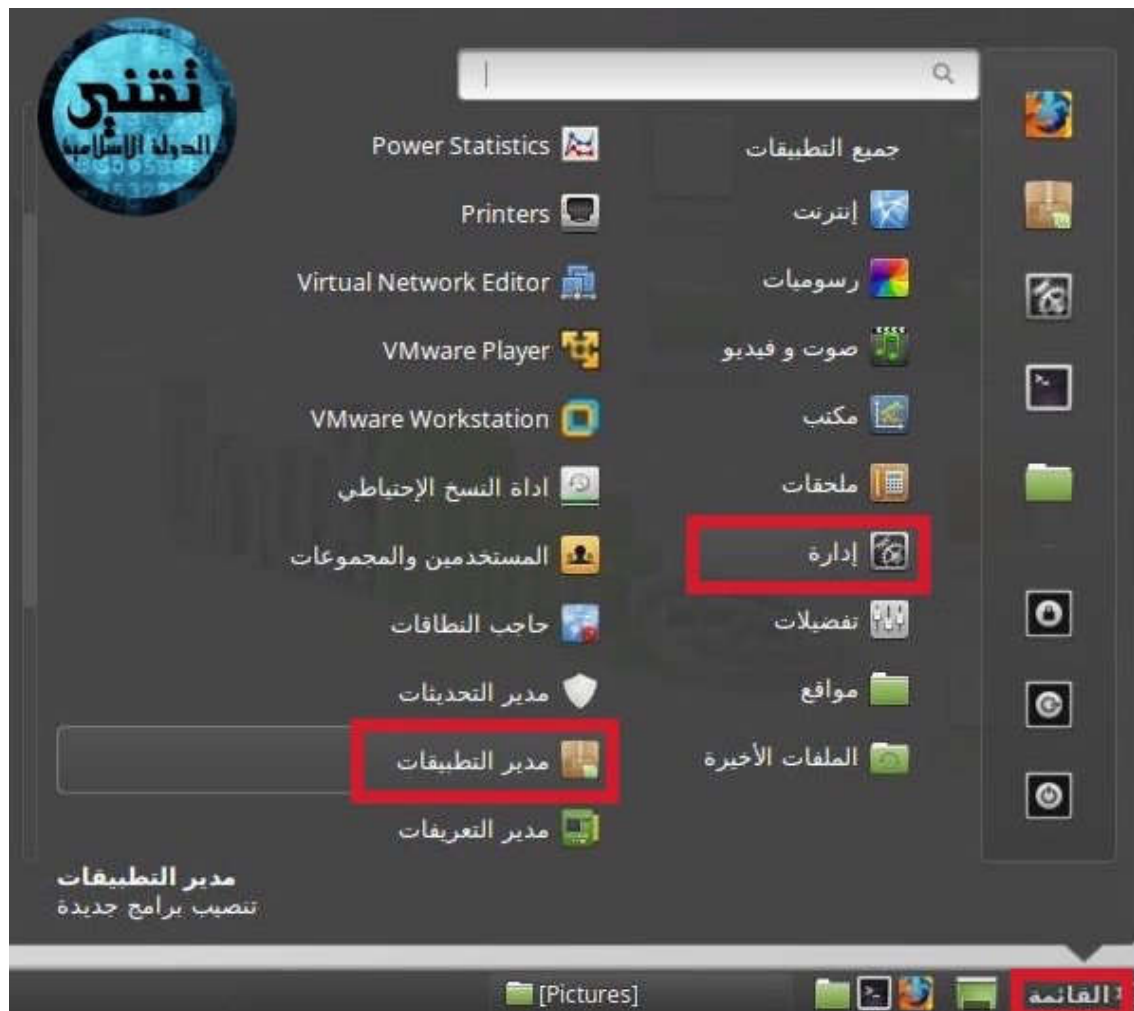 تقني
الدولة الإسلامية
جميع التطبيقات
إنترنت
رسوميات
صوت و فيديو
مكتب
ملحقات
إدارة
تفضيلات
مواقع
الملفات الأخيرة
Power Statistics
Printers
Virtual Network Editor
VMware Player
VMware Workstation
اداة النسخ الإحتياطي
المستخدمين والمجموعات
حاجب النطاقات
مدير التحديثات
مدير التطبيقات
مدير التعريفات
مدير التطبيقات
تنصيب برامج جديدة
القائمة
[Pictures]